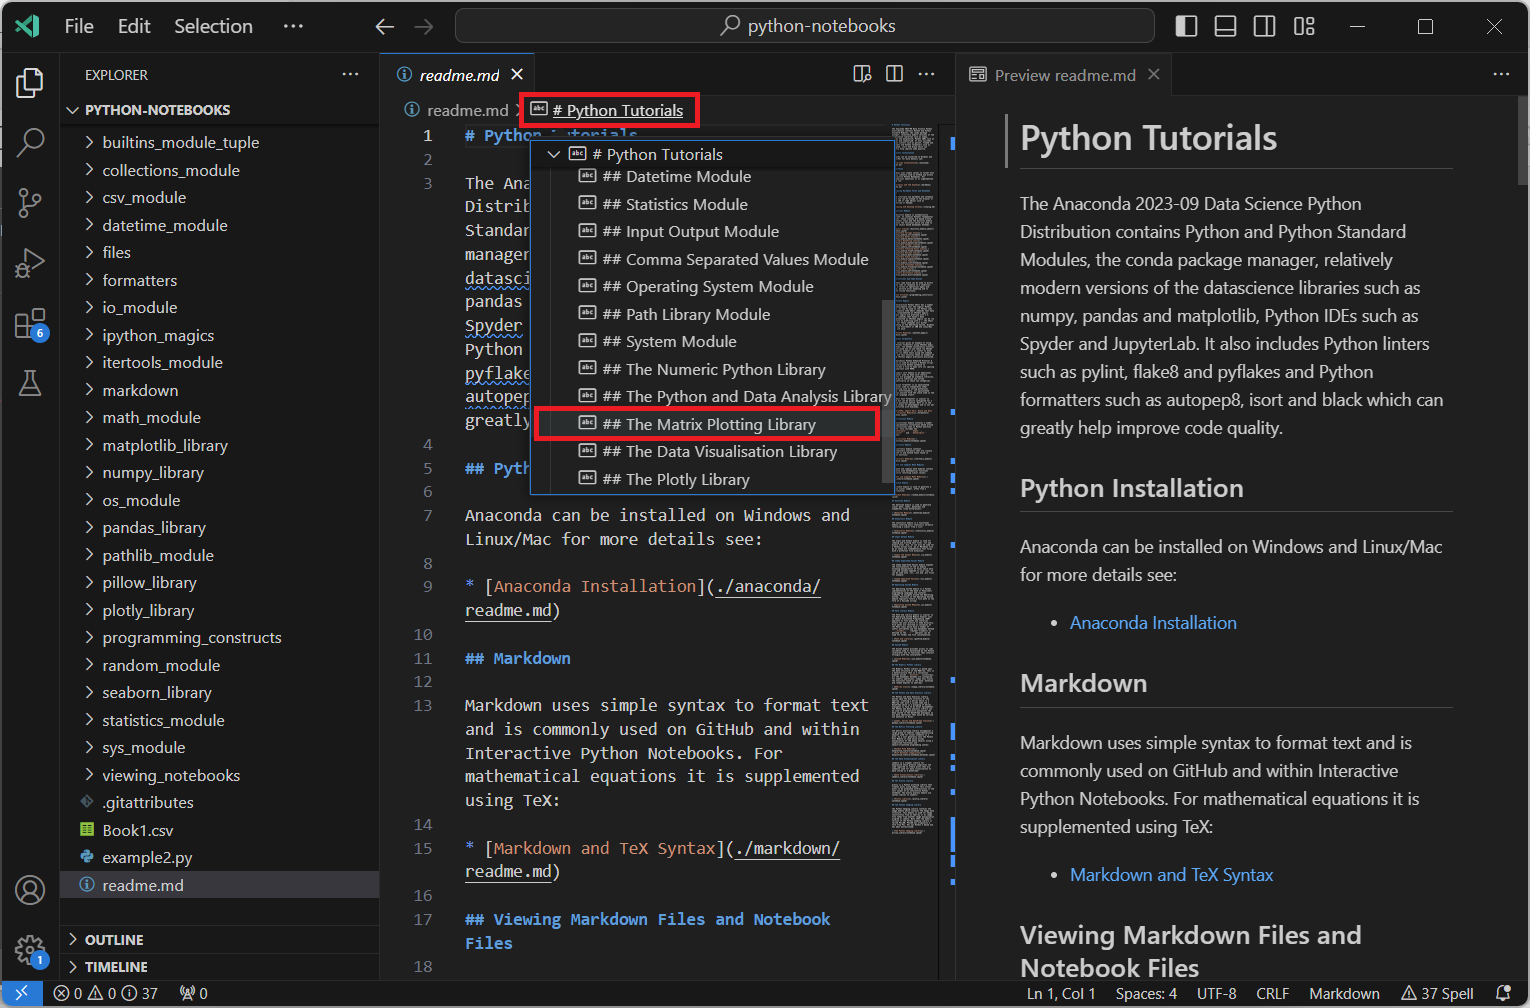 File Edit Selection ···
python-notebooks
EXPLORER
PYTHON-NOTEBOOKS
builtins_module_tuple
collections_module
csv_module
datetime_module
files
formatters
io_module
ipython_magics
itertools_module
markdown
math_module
matplotlib_library
numpy_library
os_module
pandas_library
pathlib_module
pillow_library
plotly_library
programming_constructs
random_module
seaborn_library
statistics_module
sys_module
viewing_notebooks
.gitattributes
Book1.csv
example2.py
readme.md
OUTLINE
TIMELINE
6
1
readme.md
readme.md > # Python Tutorials
1 # Python Tutorials
2
3 The Ana
Distrib
Standar
manager
datasci
pandas
Spyder
Python
pyflake
autopep
greatly
4
5 ## Pyth
6
7 Anaconda can be installed on Windows and
Linux/Mac for more details see:
8
9 * [Anaconda Installation](./anaconda/
readme.md)
10
11 ## Markdown
12
13 Markdown uses simple syntax to format text
and is commonly used on GitHub and within
Interactive Python Notebooks. For
mathematical equations it is supplemented
using TeX:
14
15 * [Markdown and TeX Syntax](./markdown/
readme.md)
16
17 ## Viewing Markdown Files and Notebook
Files
18
# Python Tutorials
## Datetime Module
## Statistics Module
## Input Output Module
## Comma Separated Values Module
## Operating System Module
## Path Library Module
## System Module
## The Numeric Python Library
## The Python and Data Analysis Library
## The Matrix Plotting Library
## The Data Visualisation Library
## The Plotly Library
Preview readme.md
Python Tutorials
The Anaconda 2023-09 Data Science Python
Distribution contains Python and Python Standard
Modules, the conda package manager, relatively
modern versions of the datascience libraries such as
numpy, pandas and matplotlib, Python IDEs such as
Spyder and JupyterLab. It also includes Python linters
such as pylint, flake8 and pyflakes and Python
formatters such as autopep8, isort and black which can
greatly help improve code quality.
Python Installation
Anaconda can be installed on Windows and Linux/Mac
for more details see:
• Anaconda Installation
Markdown
Markdown uses simple syntax to format text and is
commonly used on GitHub and within Interactive
Python Notebooks. For mathematical equations it is
supplemented using TeX:
• Markdown and TeX Syntax
Viewing Markdown Files and
Notebook Files
0 0 37 0
Ln 1, Col 1 Spaces: 4 UTF-8 CRLF Markdown 37 Spell